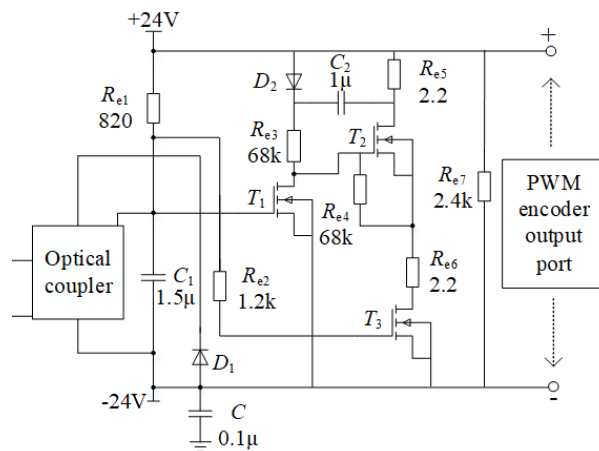 +24V
+
C2
1μ
D2
Re5
2.2
Re1
820
Re3
68k
T2
T1
Re4
68k
Re7
2.4k
PWM
encoder
output
port
Optical
coupler
C1
1.5μ
Re2
1.2k
Re6
2.2
T3
D1
-24V
-
C
0.1μ